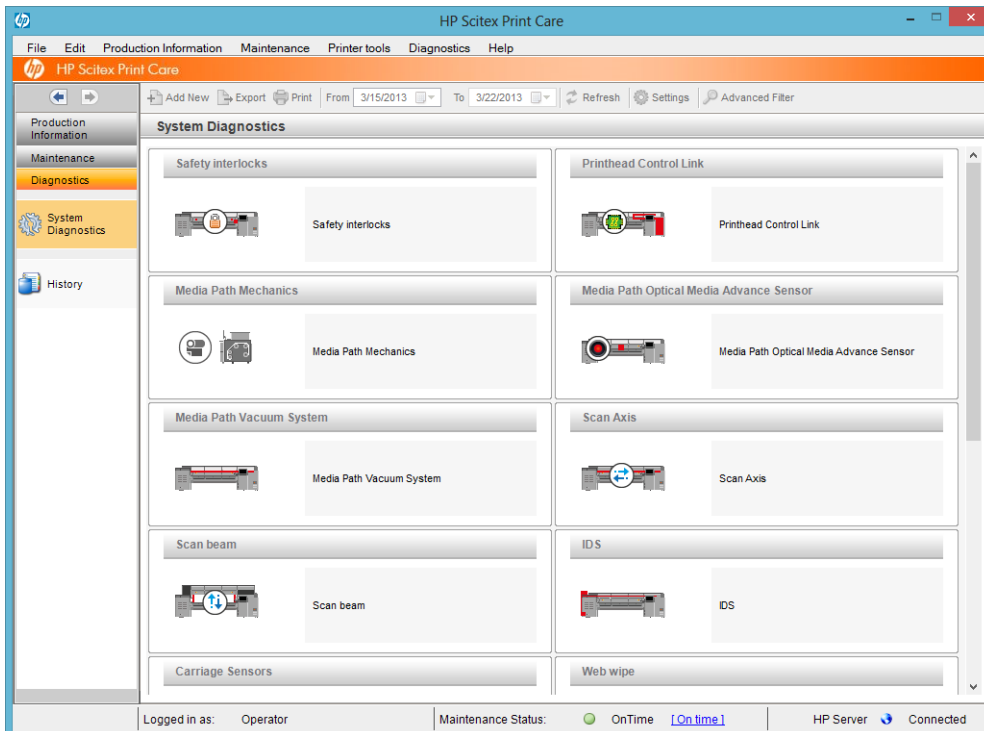 hp
HP Scitex Print Care
File Edit Production Information Maintenance Printer tools Diagnostics Help
hp HP Scitex Print Care
Add New Export Print From 3/15/2013 To 3/22/2013 Refresh Settings Advanced Filter
Production
Information
Maintenance
Diagnostics
System
Diagnostics
History
System Diagnostics
Safety interlocks
Safety interlocks
Printhead Control Link
Printhead Control Link
Media Path Mechanics
Media Path Mechanics
Media Path Optical Media Advance Sensor
Media Path Optical Media Advance Sensor
Media Path Vacuum System
Media Path Vacuum System
Scan Axis
Scan Axis
Scan beam
Scan beam
IDS
IDS
Carriage Sensors
Web wipe
Logged in as: Operator Maintenance Status: OnTime [ On time ] HP Server Connected